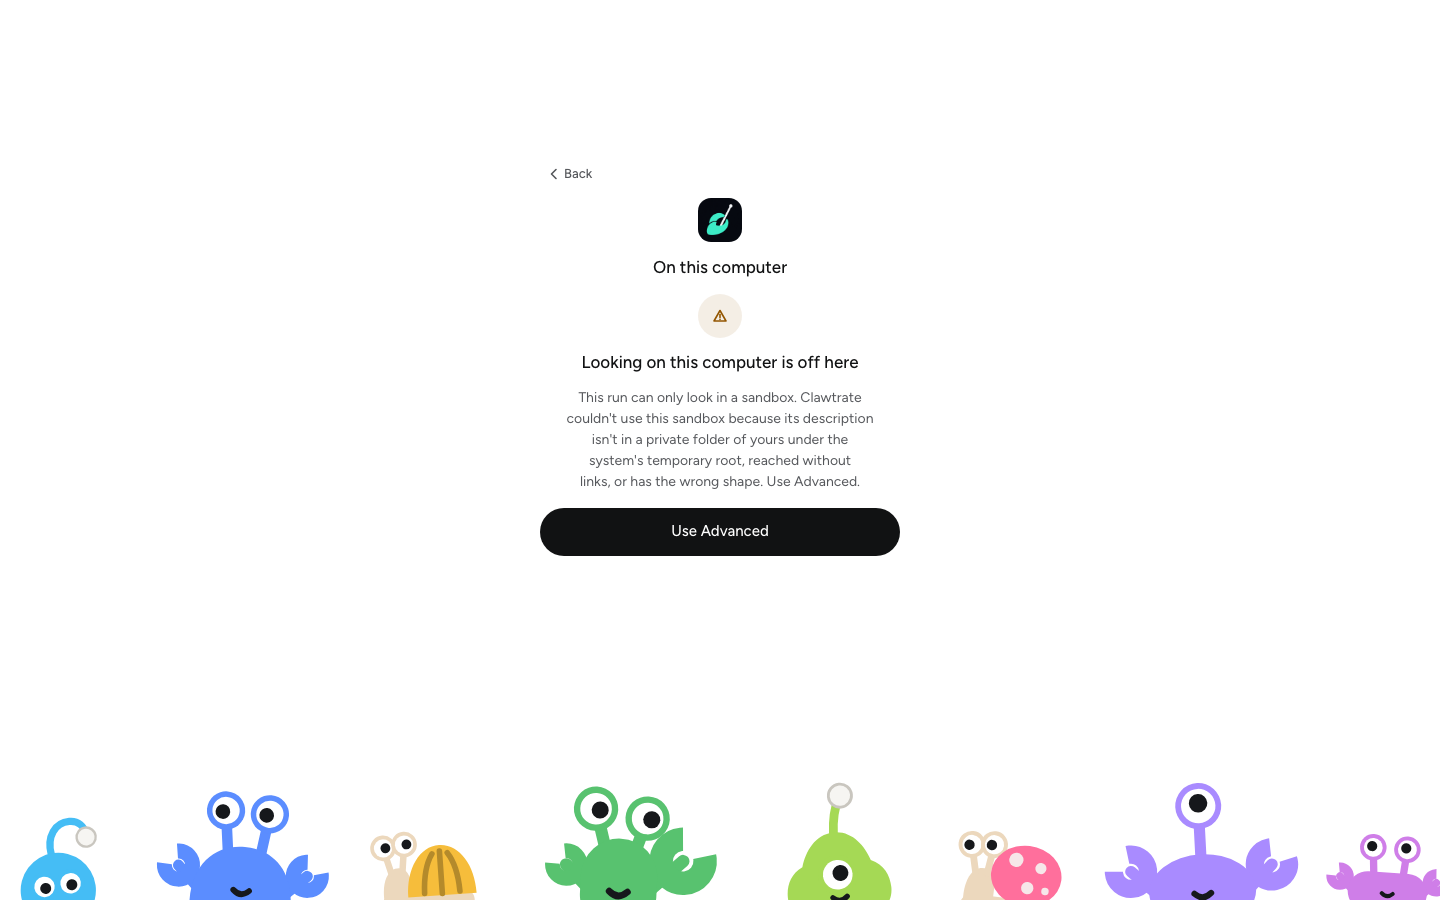 Back
On this computer
Looking on this computer is off here
This run can only look in a sandbox. Clawtrate
couldn't use this sandbox because its description
isn't in a private folder of yours under the
system's temporary root, reached without
links, or has the wrong shape. Use Advanced.
Use Advanced